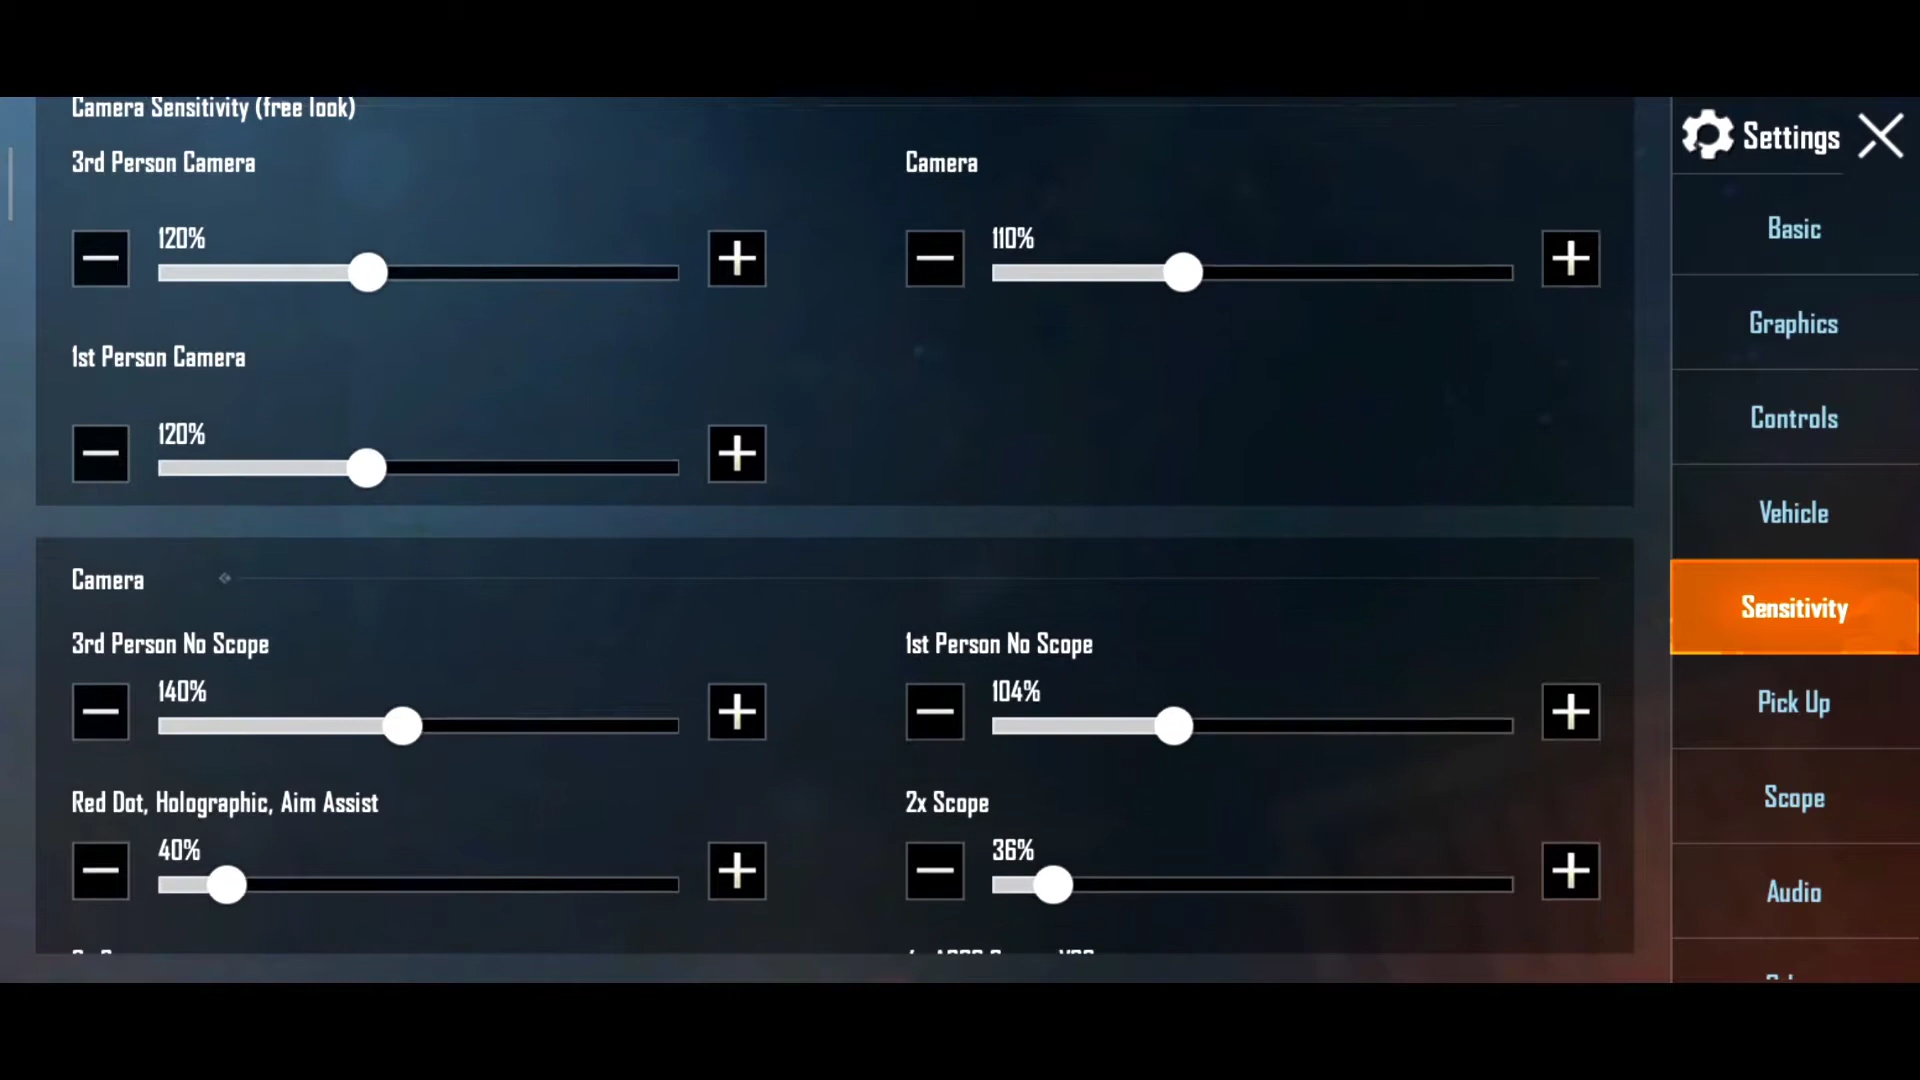 Camera Sensitivity (free look)
3rd Person Camera
120%
Camera
110%
1st Person Camera
120%
Camera
3rd Person No Scope
140%
1st Person No Scope
104%
Red Dot, Holographic, Aim Assist
40%
2x Scope
36%
Settings
Basic
Graphics
Controls
Vehicle
Sensitivity
Pick Up
Scope
Audio